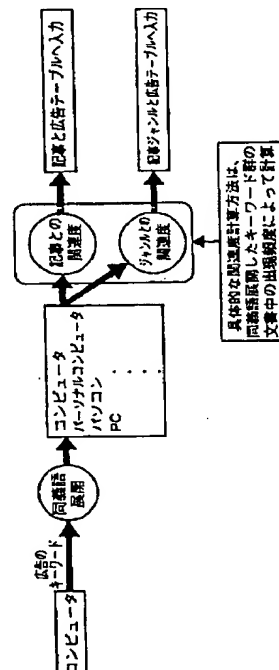 コンピュータ
広告の
キーワード
同義語
展開
コンピュータ
パーソナルコンピュータ
パソコン
PC
記事との
関連度
ジャンルとの
関連度
記事と広告テーブルへ入力
記事ジャンルと広告テーブルへ入力
具体的な関連度計算方法は、
同義語展開したキーワード群の
文書中の出現頻度によって計算